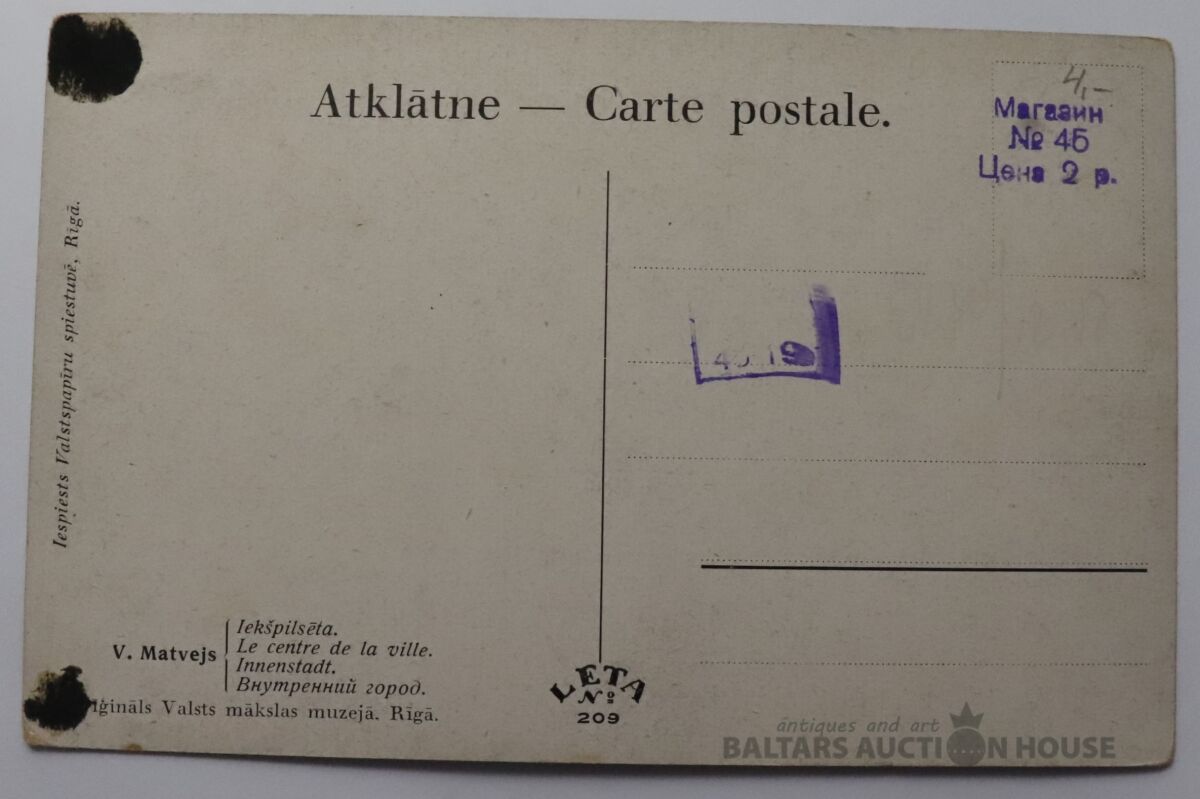 Atklātne — Carte postale.
4,–
Магазин
№ 45
Цена 2 р.
19
Iespiests Valstspapīru spiestuvē, Rīgā.
V. Matvejs
Iekšpilsēta.
Le centre de la ville.
Innenstadt.
Внутренний город.
Valsts mākslas muzejā. Rīgā.
LETA
№
209
antiques and art
BALTARS AUCTION HOUSE